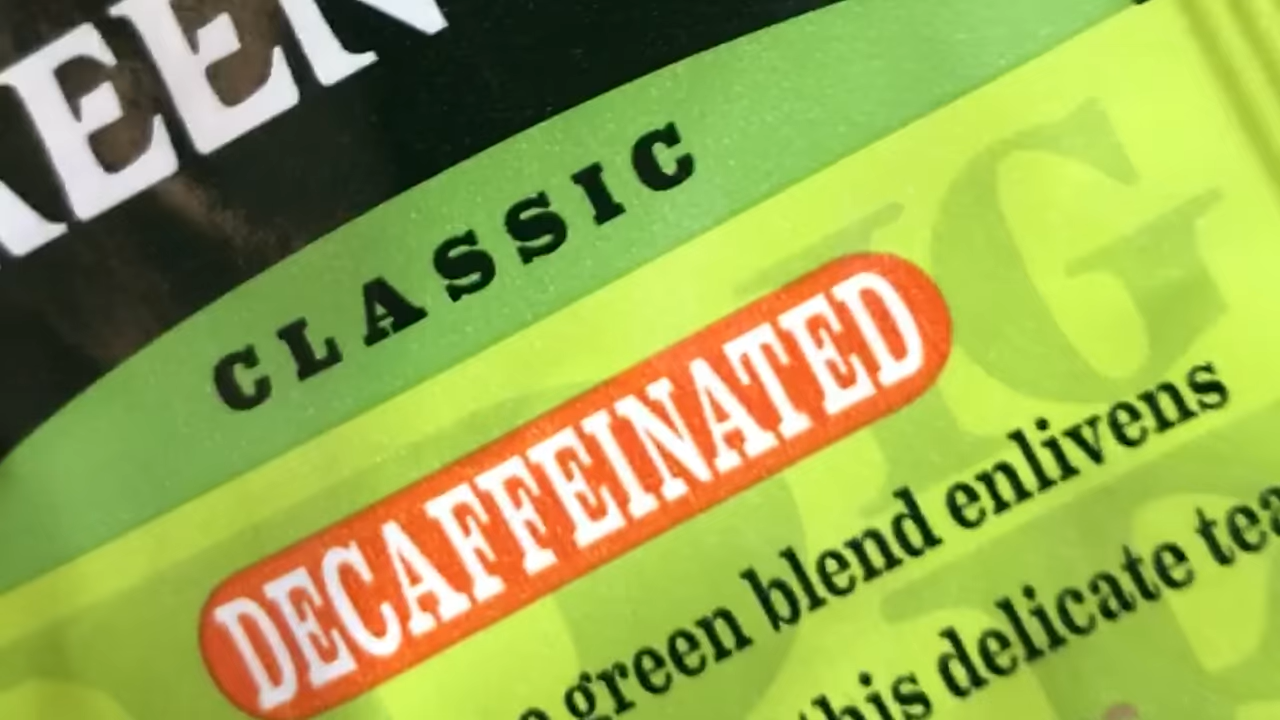 REEN
CLASSIC
DECAFFEINATED
green blend enlivens
this delicate tea